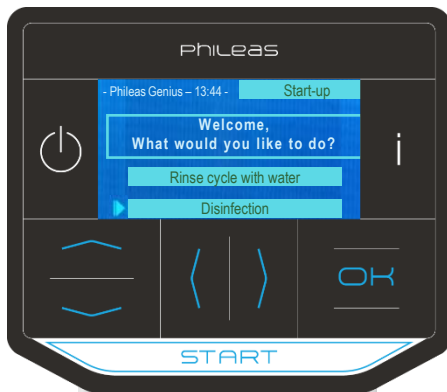 PHILEAS
- Phileas Genius – 13:44 -
Start-up
Welcome,
What would you like to do?
Rinse cycle with water
Disinfection
i
OK
START